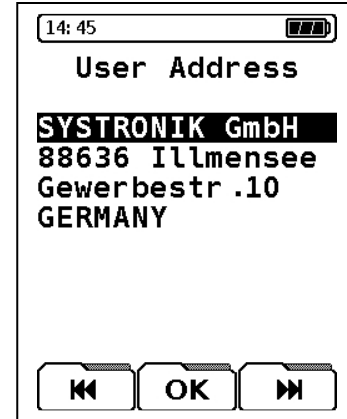 14: 45
User Address
SYSTRONIK GmbH
88636 Illmensee
Gewerbestr .10
GERMANY
OK